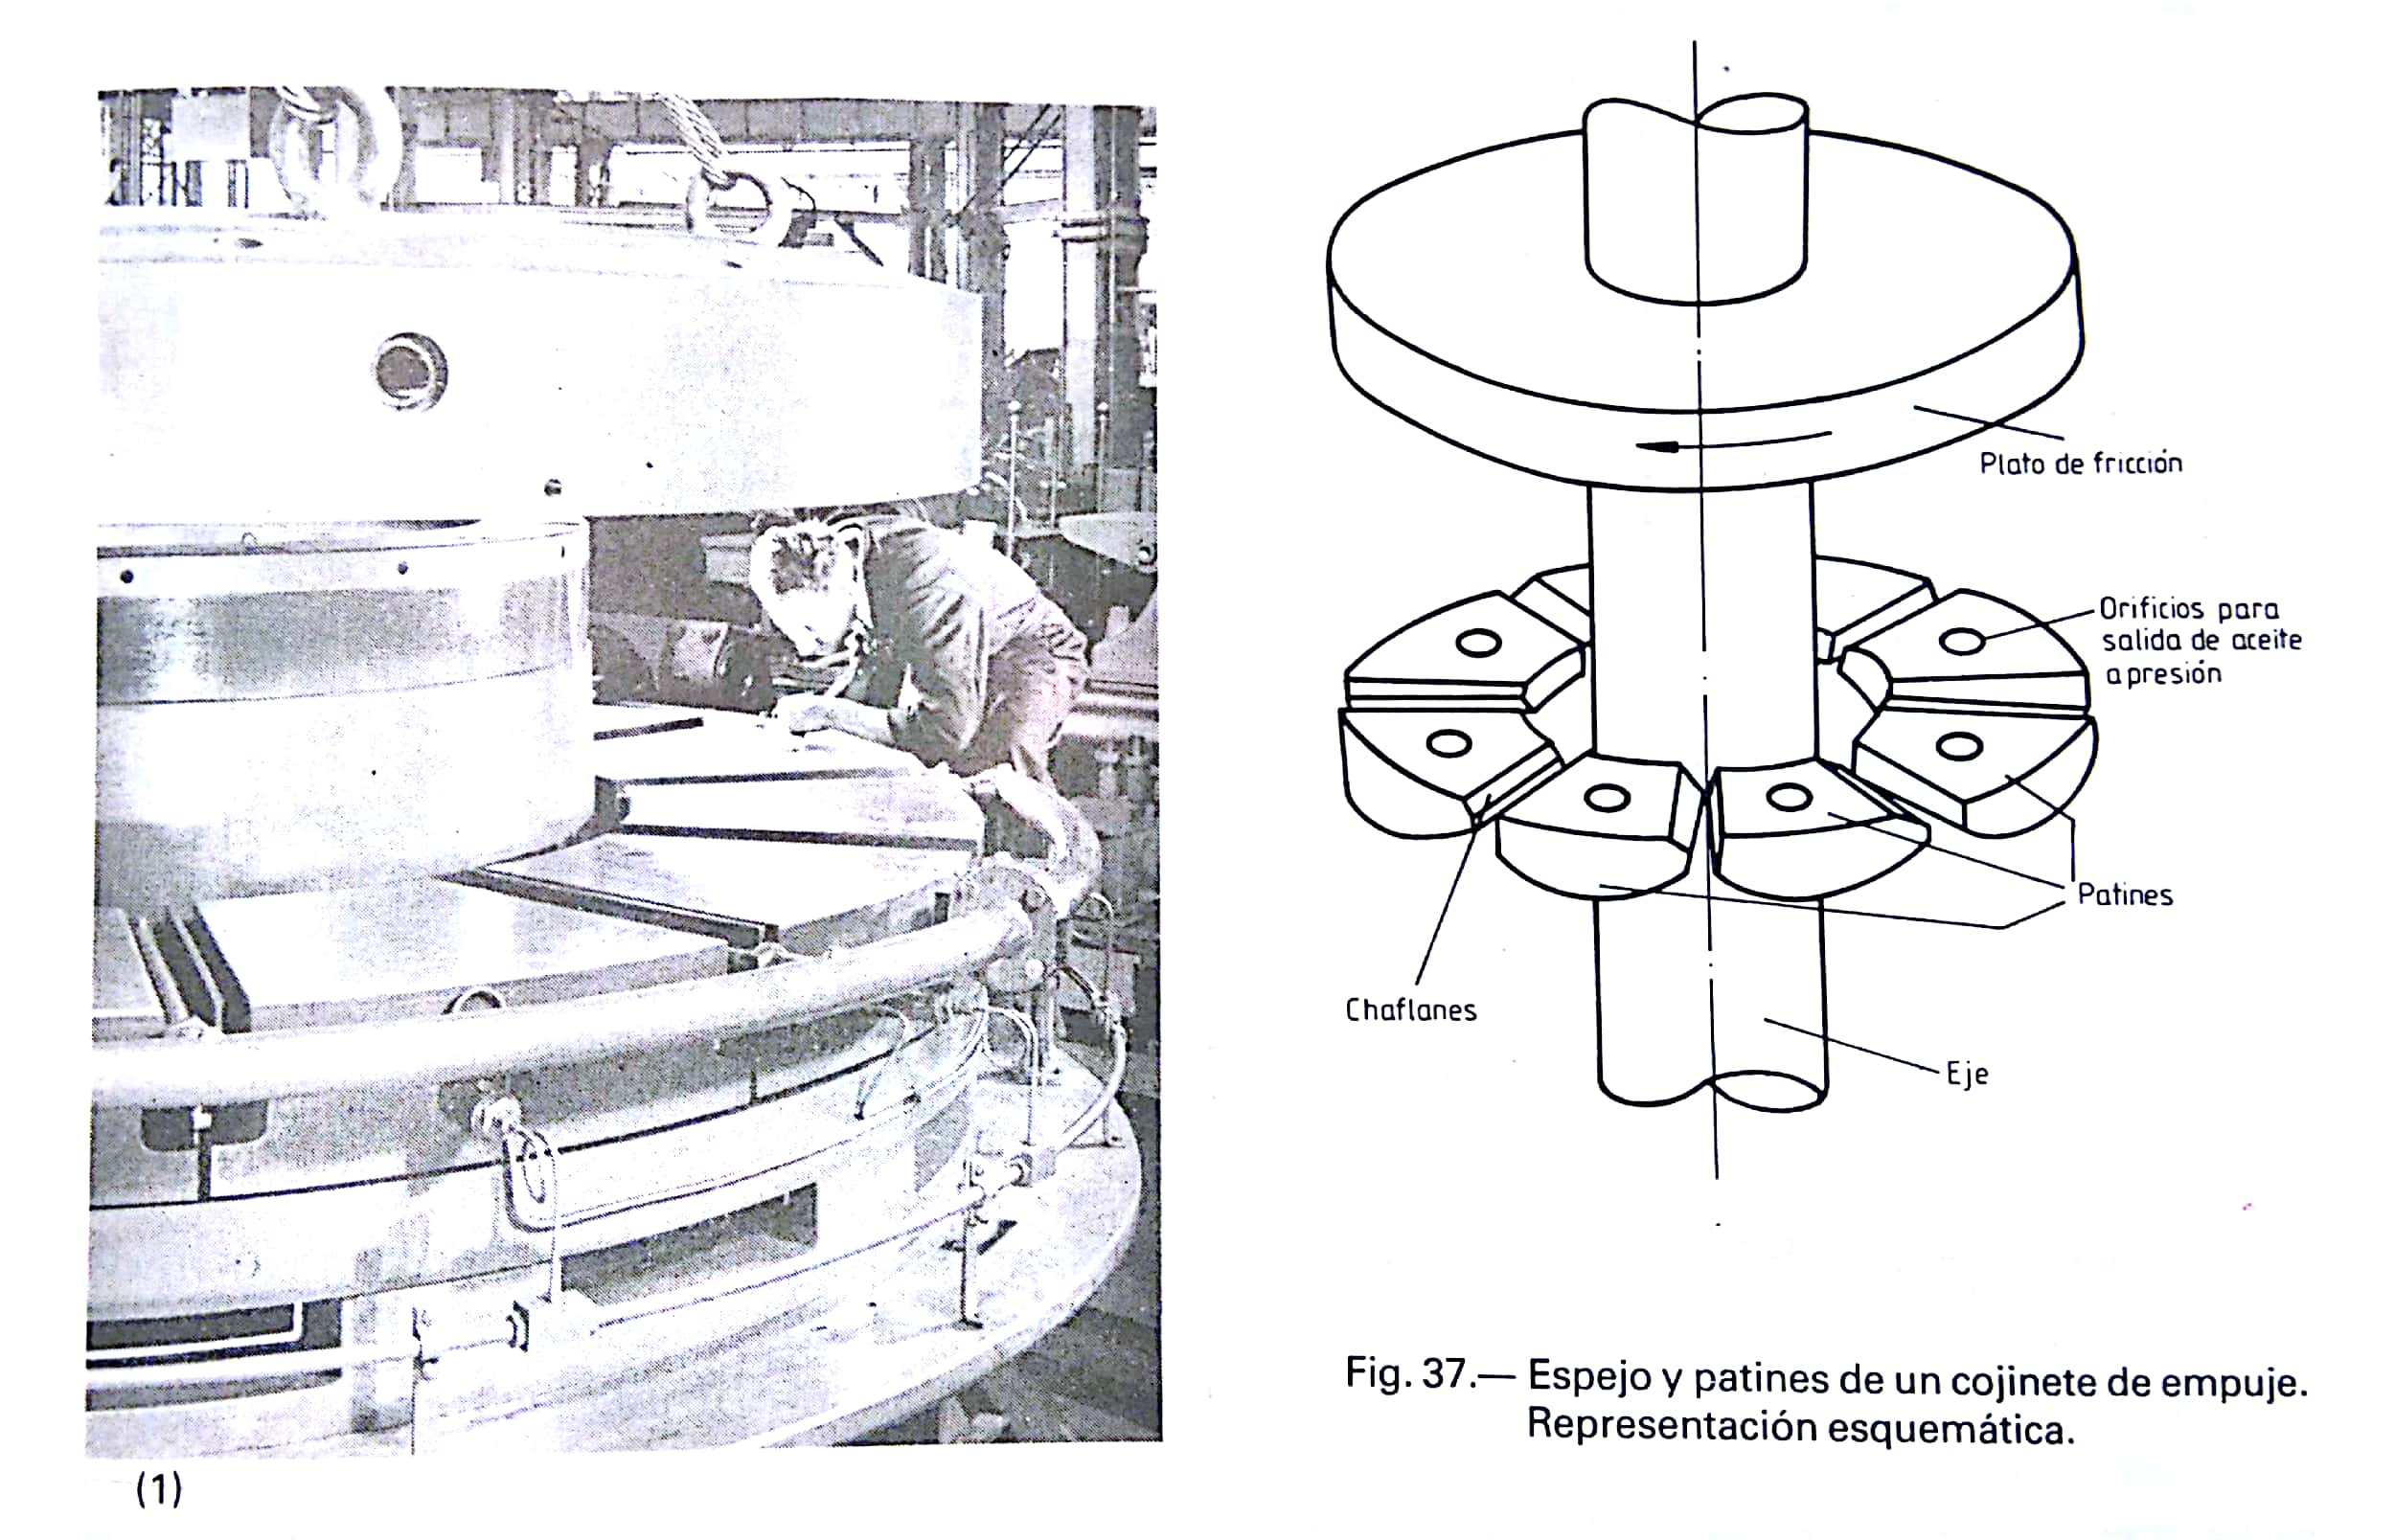 Plato de fricción
Orificios para
salida de aceite
a presión
Patines
Chaflanes
Eje
Fig. 37.— Espejo y patines de un cojinete de empuje.
Representación esquemática.
(1)